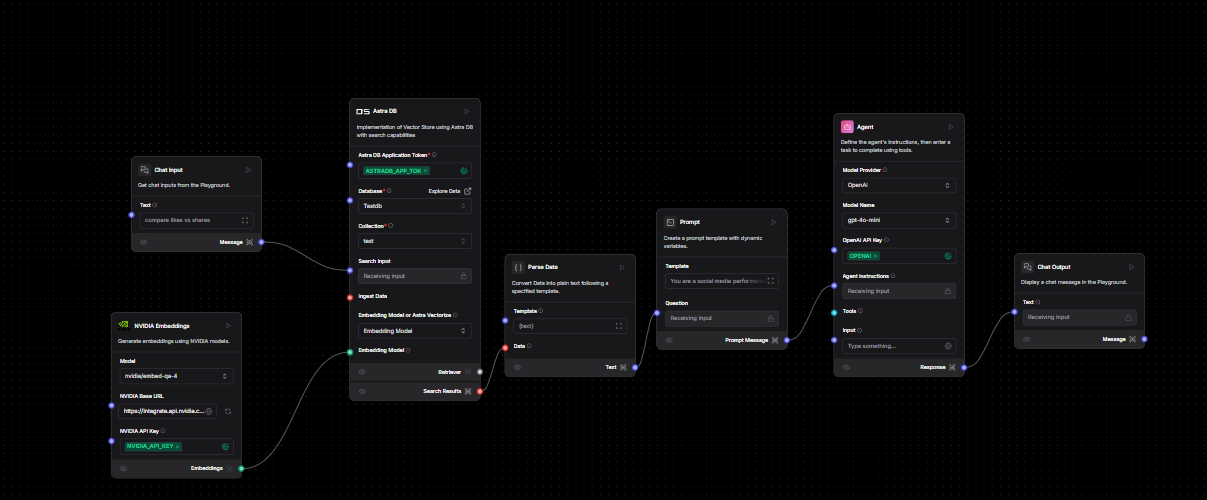 Chat Input
Get chat inputs from the Playground.
Text
compare likes vs shares
Message
NVIDIA Embeddings
Generate embeddings using NVIDIA models.
Model
nvidia/embed-qa-4
NVIDIA Base URL
https://integrate.api.nvidia.c...
NVIDIA API Key
NVIDIA_API_KEY ×
Embeddings
DS Astra DB
Implementation of Vector Store using Astra DB
with search capabilities
Astra DB Application Token*
ASTRADB_APP_TOK ×
Database*
Explore Data
Testdb
Collection*
test
Search Input
Receiving input
Ingest Data
Embedding Model or Astra Vectorize
Embedding Model
Embedding Model
Retriever
Search Results
Parse Data
Convert Data into plain text following a
specified template.
Template
{text}
Data
Text
Prompt
Create a prompt template with dynamic
variables.
Template
You are a social media performan
Question
Receiving input
Prompt Message
Agent
Define the agent's instructions, then enter a
task to complete using tools.
Model Provider
OpenAI
Model Name
gpt-4o-mini
OpenAI API Key
OPENAI ×
Agent Instructions
Receiving input
Tools
Input
Type something...
Response
Chat Output
Display a chat message in the Playground.
Text
Receiving input
Message